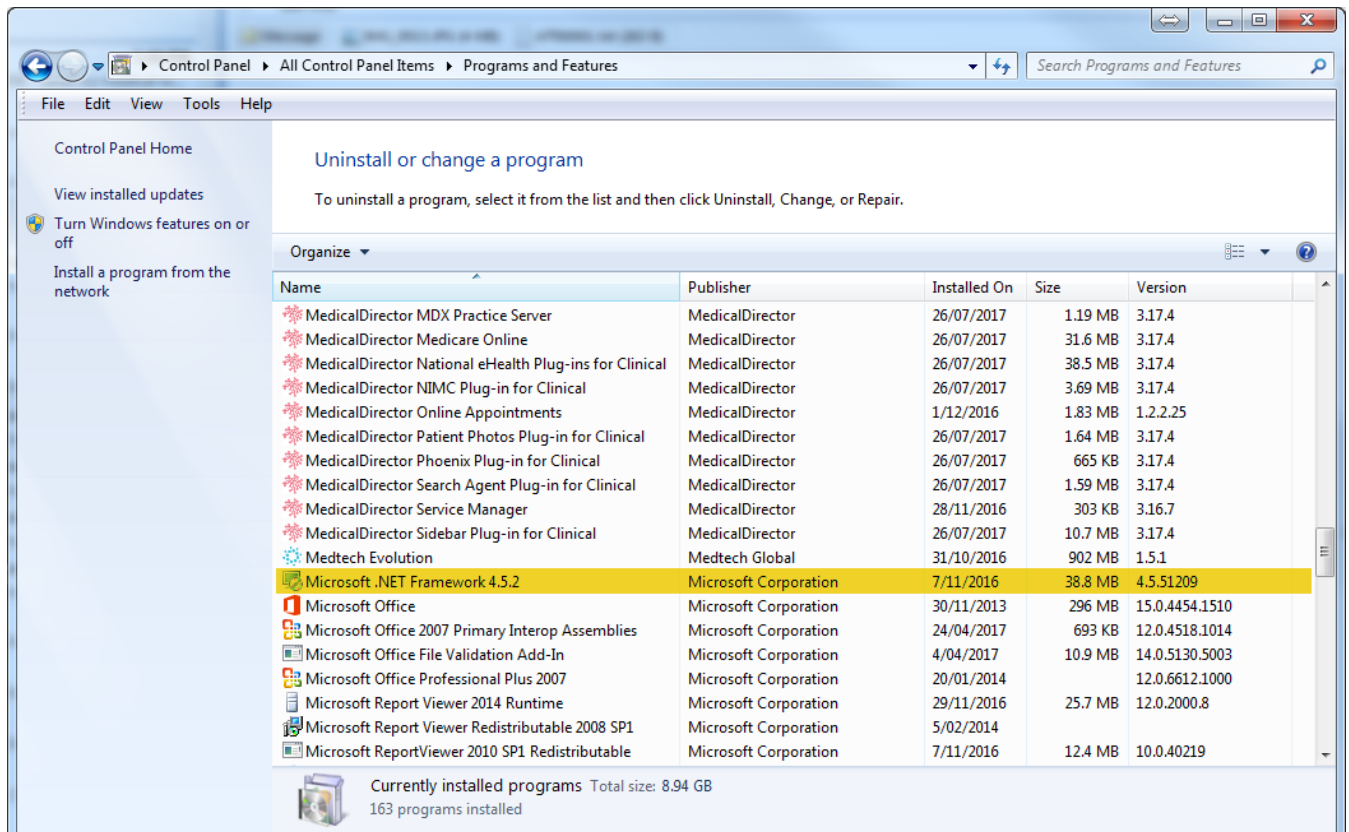 Control Panel ▸ All Control Panel Items ▸ Programs and Features
Search Programs and Features
File Edit View Tools Help
Control Panel Home
View installed updates
Turn Windows features on or
off
Install a program from the
network
Uninstall or change a program
To uninstall a program, select it from the list and then click Uninstall, Change, or Repair.
Organize
Name Publisher Installed On Size Version
MedicalDirector MDX Practice Server MedicalDirector 26/07/2017 1.19 MB 3.17.4
MedicalDirector Medicare Online MedicalDirector 26/07/2017 31.6 MB 3.17.4
MedicalDirector National eHealth Plug-ins for Clinical MedicalDirector 26/07/2017 38.5 MB 3.17.4
MedicalDirector NIMC Plug-in for Clinical MedicalDirector 26/07/2017 3.69 MB 3.17.4
MedicalDirector Online Appointments MedicalDirector 1/12/2016 1.83 MB 1.2.2.25
MedicalDirector Patient Photos Plug-in for Clinical MedicalDirector 26/07/2017 1.64 MB 3.17.4
MedicalDirector Phoenix Plug-in for Clinical MedicalDirector 26/07/2017 665 KB 3.17.4
MedicalDirector Search Agent Plug-in for Clinical MedicalDirector 26/07/2017 1.59 MB 3.17.4
MedicalDirector Service Manager MedicalDirector 28/11/2016 303 KB 3.16.7
MedicalDirector Sidebar Plug-in for Clinical MedicalDirector 26/07/2017 10.7 MB 3.17.4
Medtech Evolution Medtech Global 31/10/2016 902 MB 1.5.1
Microsoft .NET Framework 4.5.2 Microsoft Corporation 7/11/2016 38.8 MB 4.5.51209
Microsoft Office Microsoft Corporation 30/11/2013 296 MB 15.0.4454.1510
Microsoft Office 2007 Primary Interop Assemblies Microsoft Corporation 24/04/2017 693 KB 12.0.4518.1014
Microsoft Office File Validation Add-In Microsoft Corporation 4/04/2017 10.9 MB 14.0.5130.5003
Microsoft Office Professional Plus 2007 Microsoft Corporation 20/01/2014 12.0.6612.1000
Microsoft Report Viewer 2014 Runtime Microsoft Corporation 29/11/2016 25.7 MB 12.0.2000.8
Microsoft Report Viewer Redistributable 2008 SP1 Microsoft Corporation 5/02/2014
Microsoft ReportViewer 2010 SP1 Redistributable Microsoft Corporation 7/11/2016 12.4 MB 10.0.40219
Currently installed programs Total size: 8.94 GB
163 programs installed